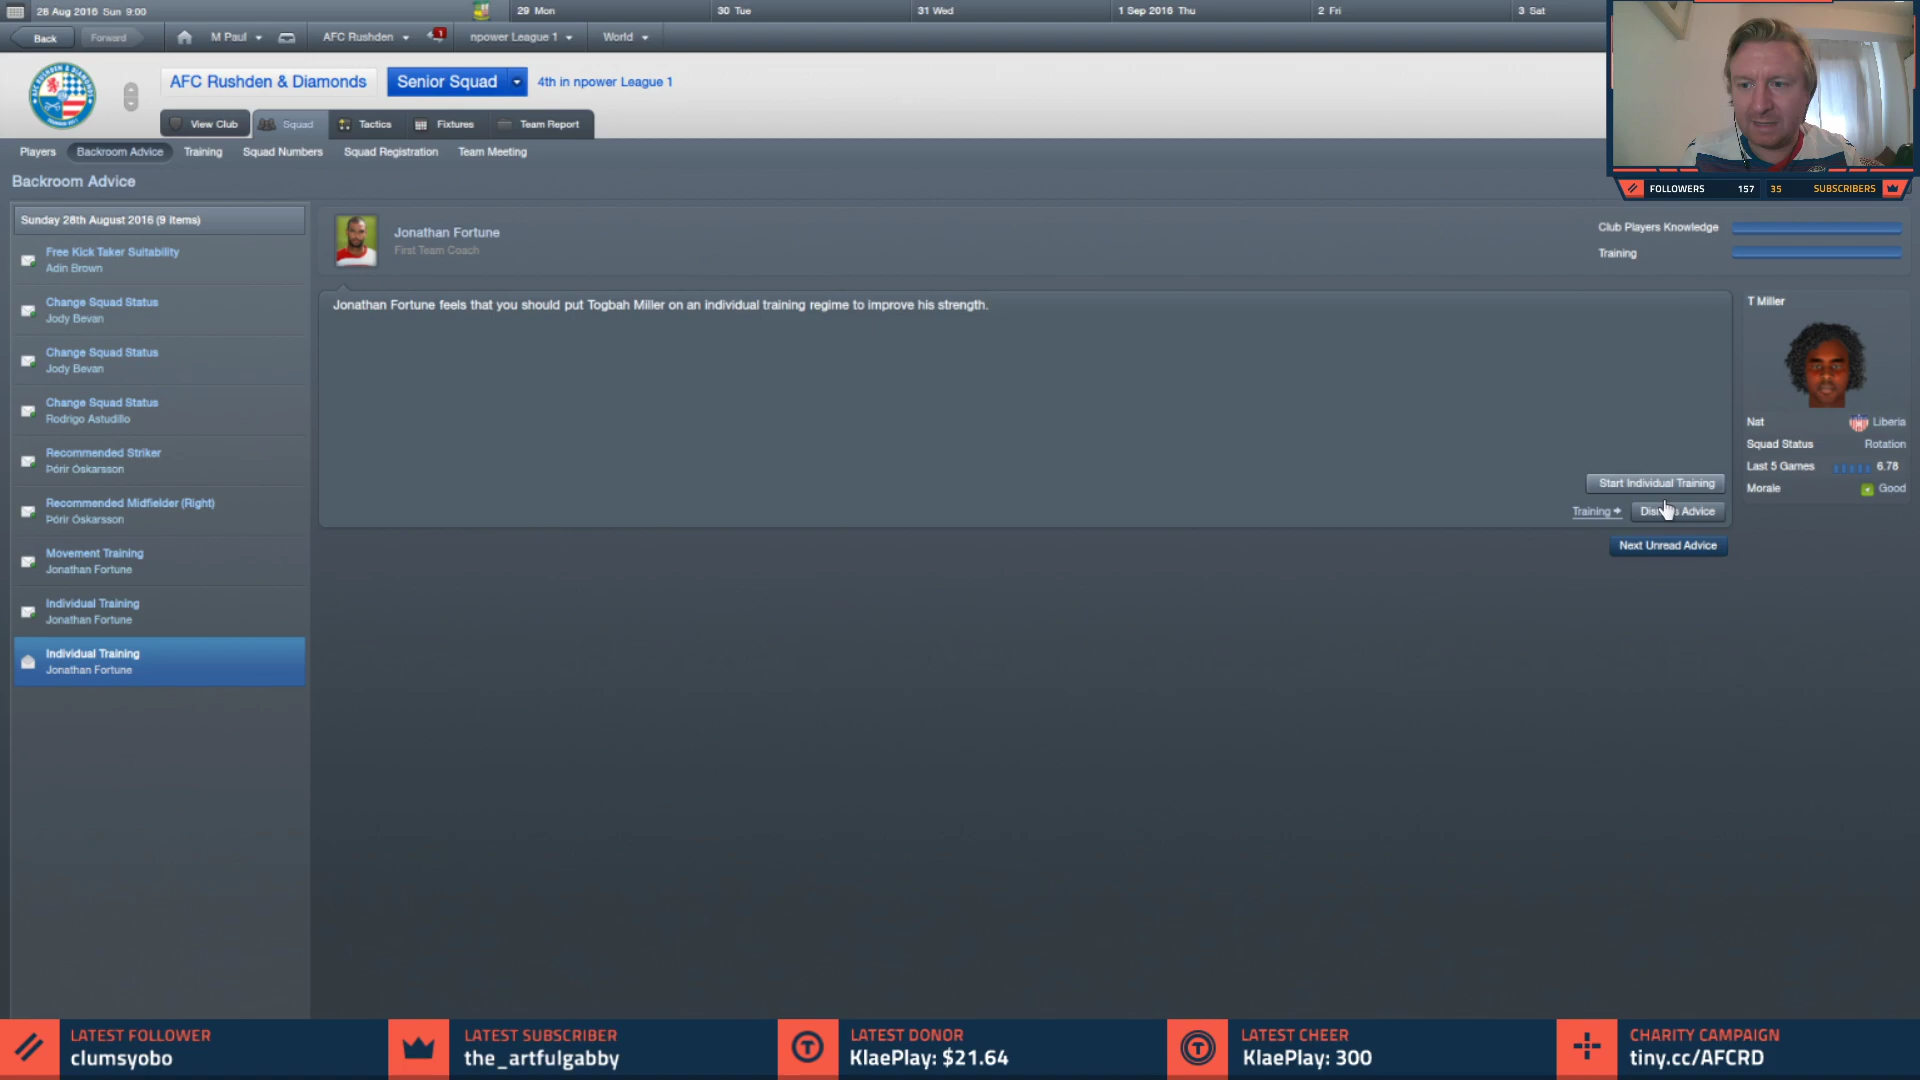 28 Aug 2016 Sun 9:00
29 Mon
30 Tue
31 Wed
1 Sep 2016 Thu
2 Fri
3 Sat
Back
Forward
M Paul
AFC Rushden
1
npower League 1
World
AFC Rushden & Diamonds
Senior Squad
4th in npower League 1
View Club
Squad
Tactics
Fixtures
Team Report
Players
Backroom Advice
Training
Squad Numbers
Squad Registration
Team Meeting
FOLLOWERS 157
35 SUBSCRIBERS
Backroom Advice
Sunday 28th August 2016 (9 items)
Free Kick Taker Suitability
Adin Brown
Change Squad Status
Jody Bevan
Change Squad Status
Jody Bevan
Change Squad Status
Rodrigo Astudillo
Recommended Striker
Þórir Óskarsson
Recommended Midfielder (Right)
Þórir Óskarsson
Movement Training
Jonathan Fortune
Individual Training
Jonathan Fortune
Individual Training
Jonathan Fortune
Jonathan Fortune
First Team Coach
Club Players Knowledge
Training
Jonathan Fortune feels that you should put Togbah Miller on an individual training regime to improve his strength.
Start Individual Training
Training
Advice
Next Unread Advice
T Miller
Nat Liberia
Squad Status Rotation
Last 5 Games 6.78
Morale Good
LATEST FOLLOWER
clumsyobo
LATEST SUBSCRIBER
the_artfulgabby
LATEST DONOR
KlaePlay: $21.64
LATEST CHEER
KlaePlay: 300
CHARITY CAMPAIGN
tiny.cc/AFCRD